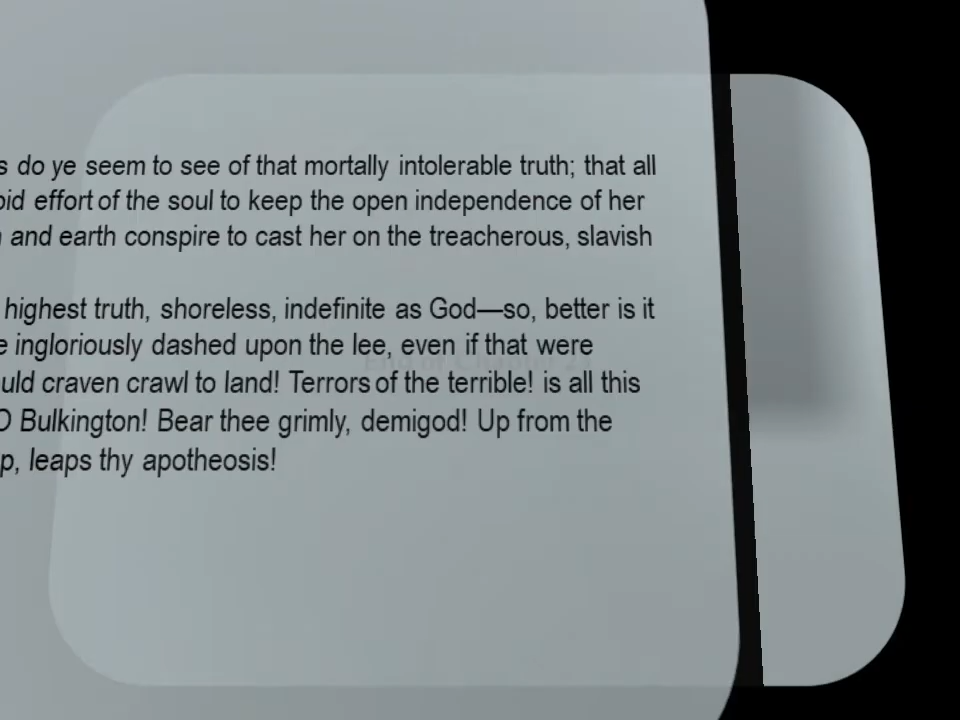 do ye seem to see of that mortally intolerable truth; that all
effort of the soul to keep the open independence of her
and earth conspire to cast her on the treacherous, slavish
highest truth, shoreless, indefinite as God—so, better is it
ingloriously dashed upon the lee, even if that were
craven crawl to land! Terrors of the terrible! is all this
O Bulkington! Bear thee grimly, demigod! Up from the
leaps thy apotheosis!
End of Chapter